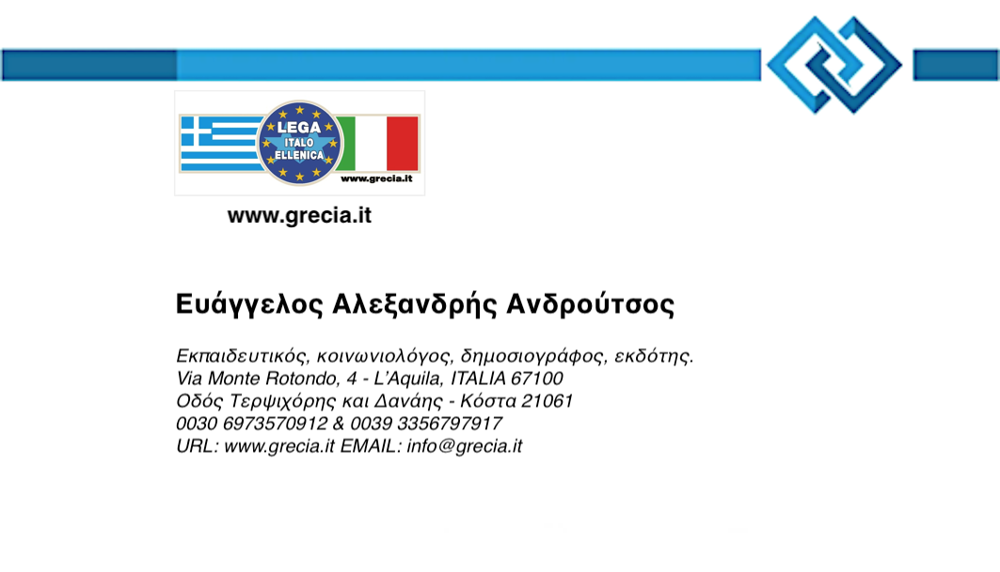 LEGA
ITALO
ELLENICA
www.grecia.it
www.grecia.it
Ευάγγελος Αλεξανδρής Ανδρούτσος
Εκπαιδευτικός, κοινωνιολόγος, δημοσιογράφος, εκδότης.
Via Monte Rotondo, 4 - L’Aquila, ITALIA 67100
Οδός Τερψιχόρης και Δανάης - Κόστα 21061
0030 6973570912 & 0039 3356797917
URL: www.grecia.it EMAIL: info@grecia.it